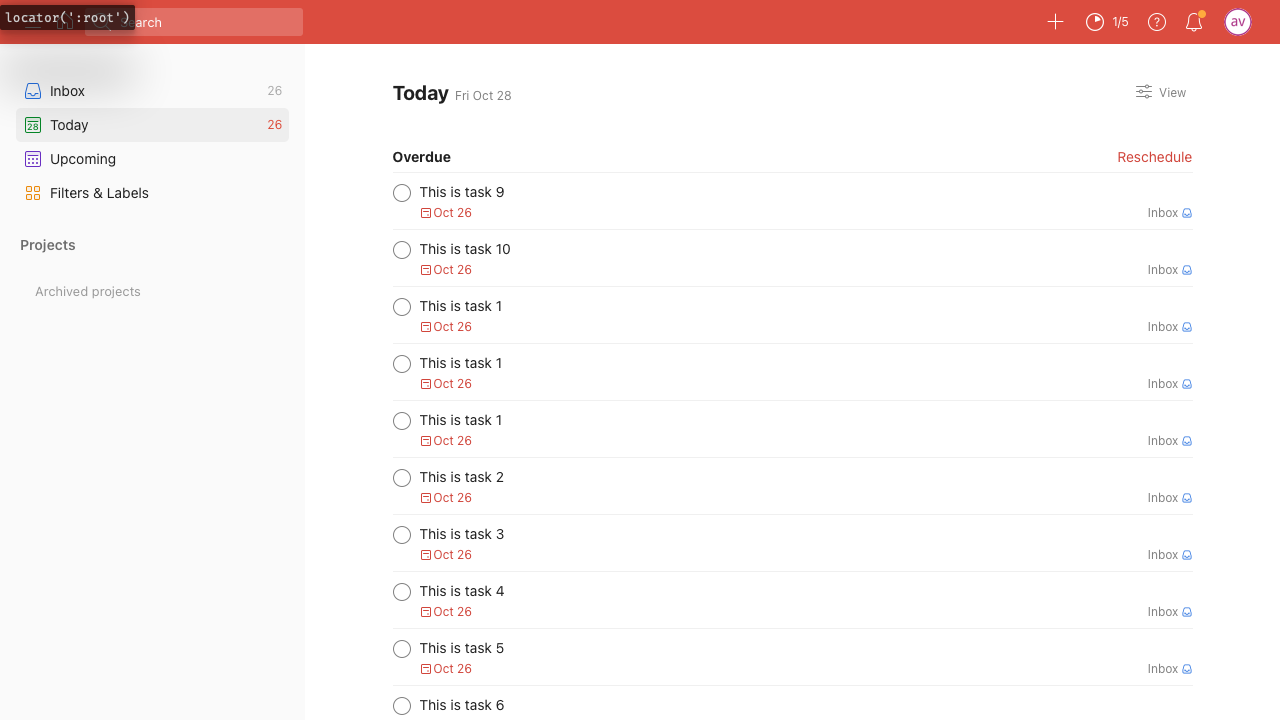 locator(':root')
Search
1/5
?
av
Inbox 26
28 Today 26
Upcoming
Filters & Labels
Projects
Archived projects
Today Fri Oct 28
View
Overdue
Reschedule
This is task 9
Oct 26
Inbox
This is task 10
Oct 26
Inbox
This is task 1
Oct 26
Inbox
This is task 1
Oct 26
Inbox
This is task 1
Oct 26
Inbox
This is task 2
Oct 26
Inbox
This is task 3
Oct 26
Inbox
This is task 4
Oct 26
Inbox
This is task 5
Oct 26
Inbox
This is task 6